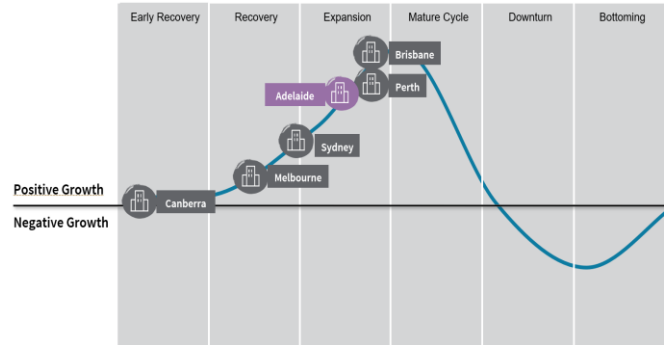 Early Recovery
Recovery
Expansion
Mature Cycle
Downturn
Bottoming
Brisbane
Perth
Adelaide
Sydney
Melbourne
Canberra
Positive Growth
Negative Growth